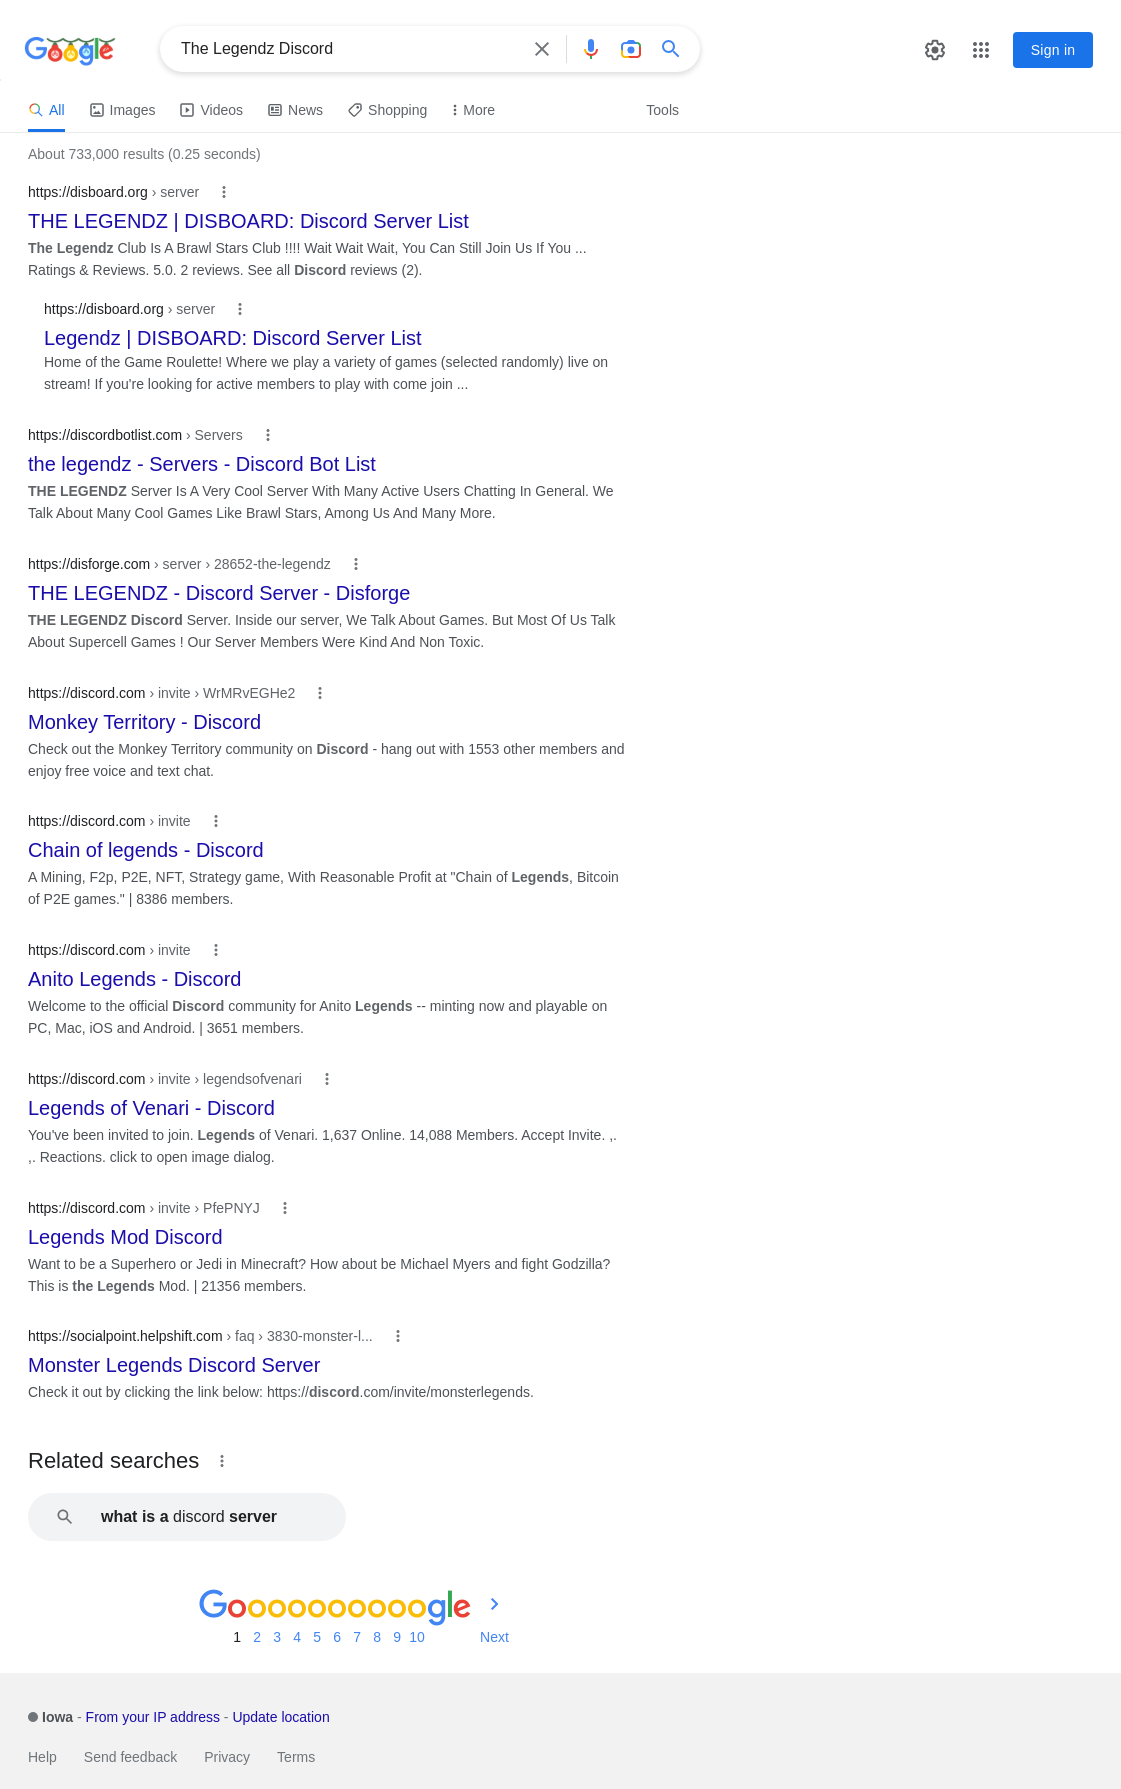 Google
The Legendz Discord
Sign in
All Images Videos News Shopping More Tools
About 733,000 results (0.25 seconds)
https://disboard.org › server
THE LEGENDZ | DISBOARD: Discord Server List
The Legendz Club Is A Brawl Stars Club !!!! Wait Wait Wait, You Can Still Join Us If You ...
Ratings & Reviews. 5.0. 2 reviews. See all Discord reviews (2).
https://disboard.org › server
Legendz | DISBOARD: Discord Server List
Home of the Game Roulette! Where we play a variety of games (selected randomly) live on
stream! If you're looking for active members to play with come join ...
https://discordbotlist.com › Servers
the legendz - Servers - Discord Bot List
THE LEGENDZ Server Is A Very Cool Server With Many Active Users Chatting In General. We
Talk About Many Cool Games Like Brawl Stars, Among Us And Many More.
https://disforge.com › server › 28652-the-legendz
THE LEGENDZ - Discord Server - Disforge
THE LEGENDZ Discord Server. Inside our server, We Talk About Games. But Most Of Us Talk
About Supercell Games ! Our Server Members Were Kind And Non Toxic.
https://discord.com › invite › WrMRvEGHe2
Monkey Territory - Discord
Check out the Monkey Territory community on Discord - hang out with 1553 other members and
enjoy free voice and text chat.
https://discord.com › invite
Chain of legends - Discord
A Mining, F2p, P2E, NFT, Strategy game, With Reasonable Profit at "Chain of Legends, Bitcoin
of P2E games." | 8386 members.
https://discord.com › invite
Anito Legends - Discord
Welcome to the official Discord community for Anito Legends -- minting now and playable on
PC, Mac, iOS and Android. | 3651 members.
https://discord.com › invite › legendsofvenari
Legends of Venari - Discord
You've been invited to join. Legends of Venari. 1,637 Online. 14,088 Members. Accept Invite. ,.
,. Reactions. click to open image dialog.
https://discord.com › invite › PfePNYJ
Legends Mod Discord
Want to be a Superhero or Jedi in Minecraft? How about be Michael Myers and fight Godzilla?
This is the Legends Mod. | 21356 members.
https://socialpoint.helpshift.com › faq › 3830-monster-l...
Monster Legends Discord Server
Check it out by clicking the link below: https://discord.com/invite/monsterlegends.
Related searches
what is a discord server
Goooooooooogle
1 2 3 4 5 6 7 8 9 10 Next
Iowa - From your IP address - Update location
Help Send feedback Privacy Terms